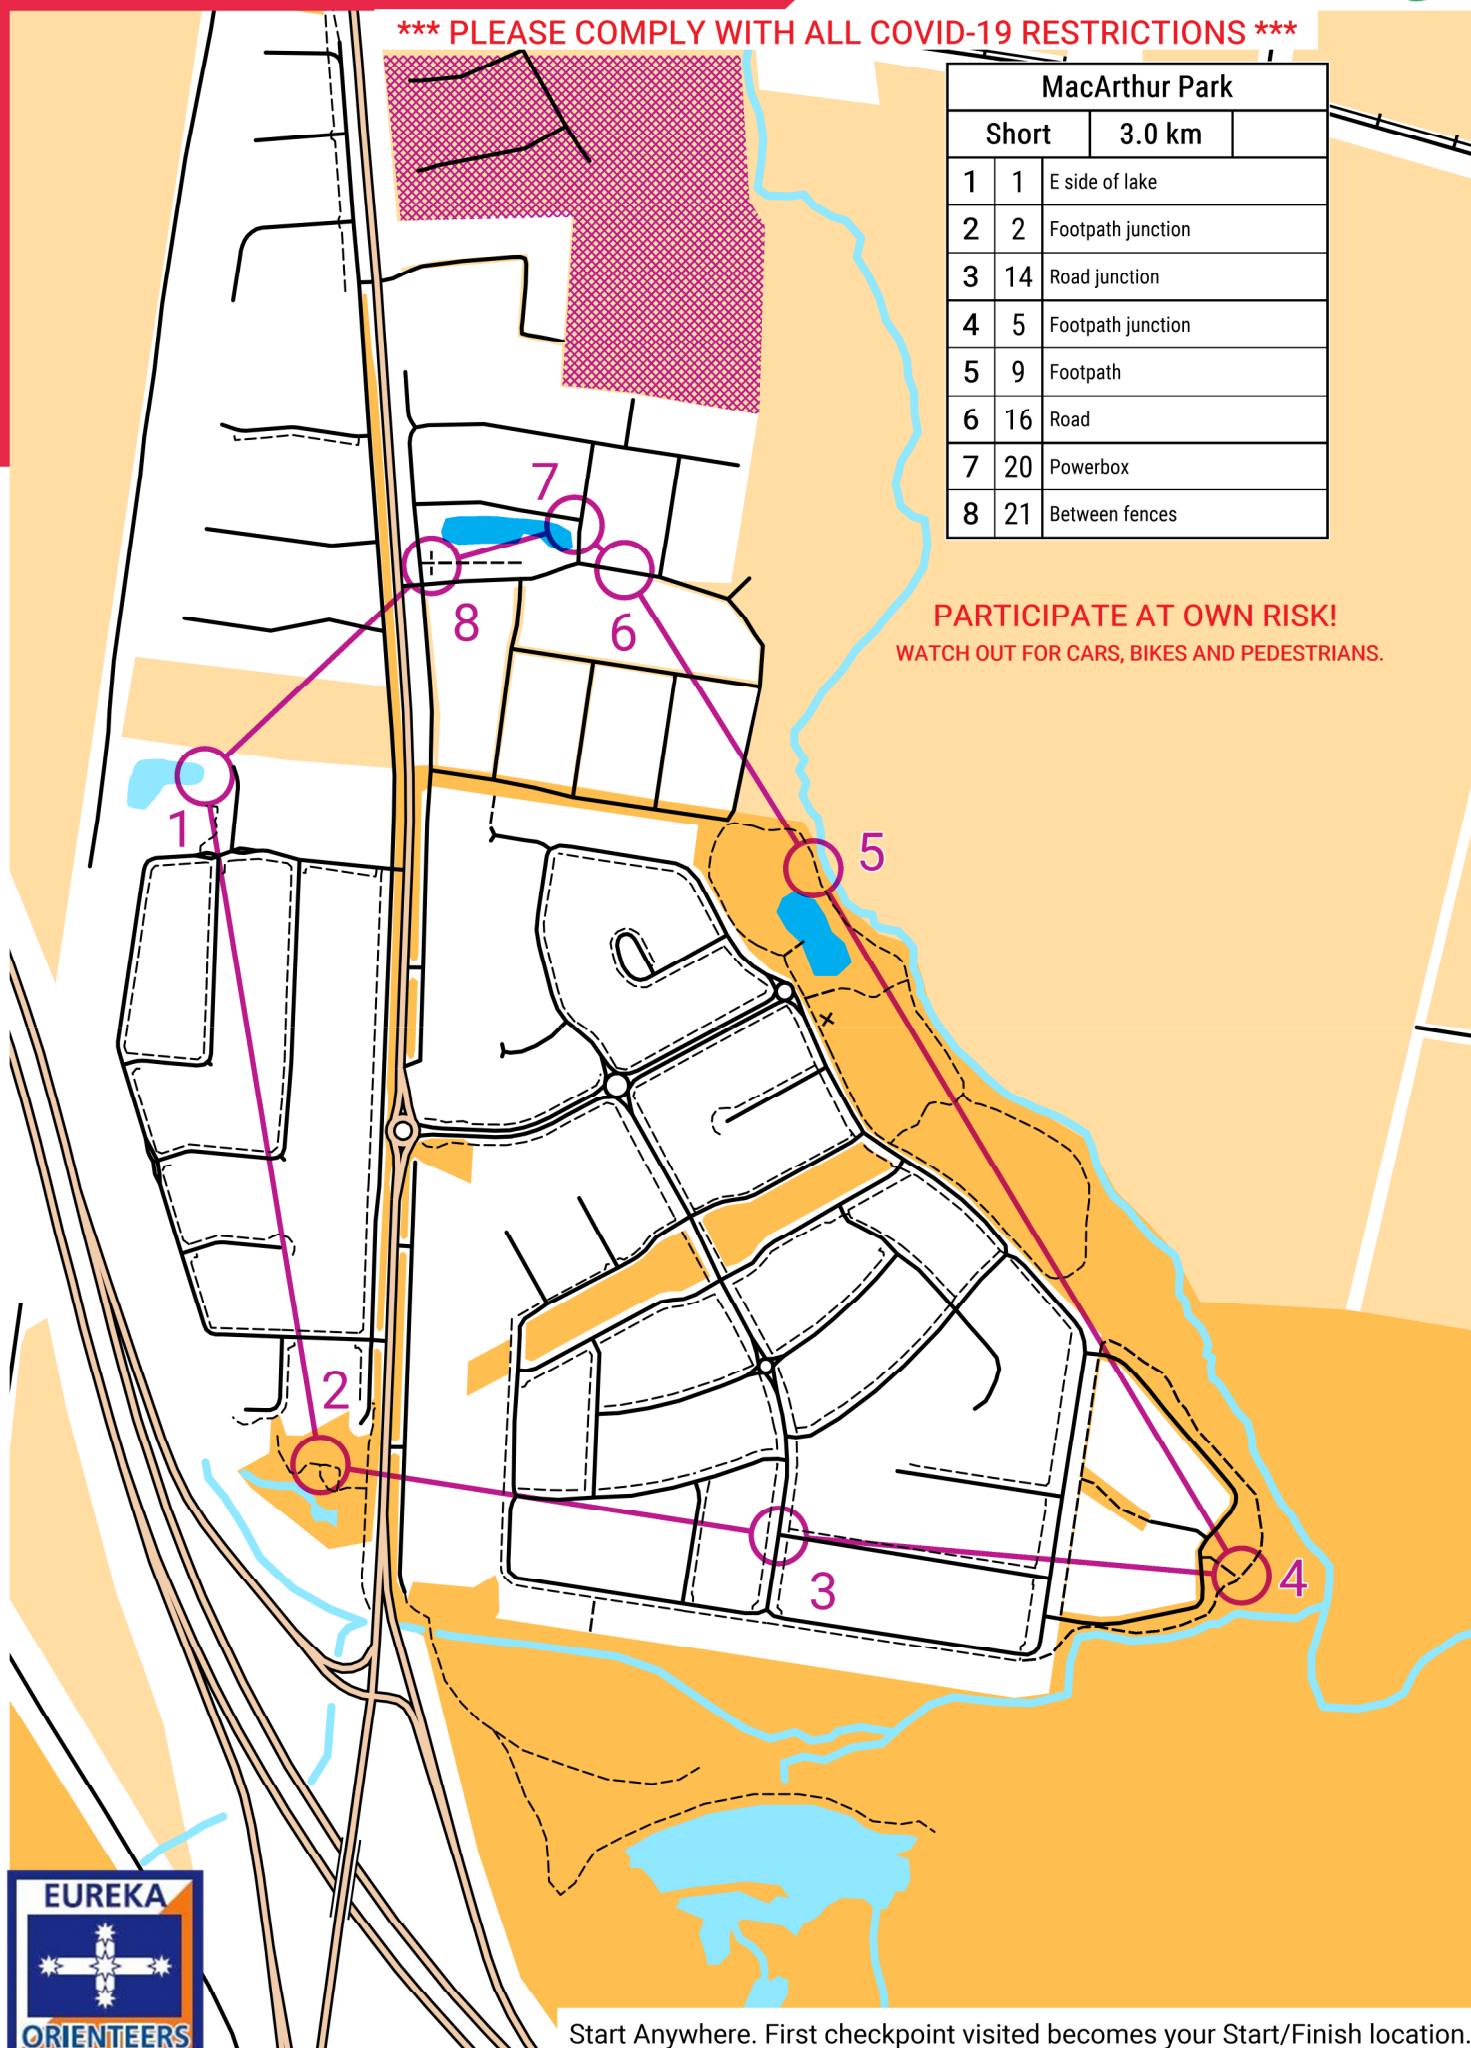 *** PLEASE COMPLY WITH ALL COVID-19 RESTRICTIONS ***
MacArthur Park
Short 3.0 km
1 1 E side of lake
2 2 Footpath junction
3 14 Road junction
4 5 Footpath junction
5 9 Footpath
6 16 Road
7 20 Powerbox
8 21 Between fences
7
8
6
PARTICIPATE AT OWN RISK!
WATCH OUT FOR CARS, BIKES AND PEDESTRIANS.
1
5
2
3
4
EUREKA
ORIENTEERS
Start Anywhere. First checkpoint visited becomes your Start/Finish location.